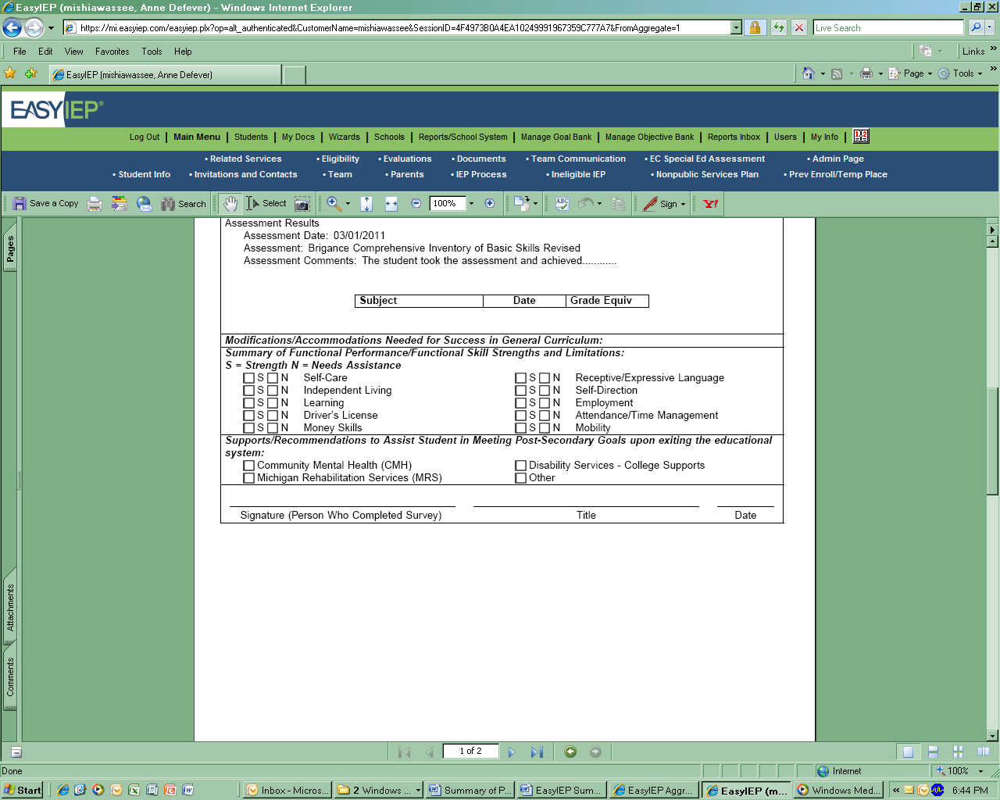 EasyIEP (mishiawassee, Anne Defever) - Windows Internet Explorer
https://mi.easyiep.com/easyiep.plx?op=alt_authenticated&CustomerName=mishiawassee&SessionID=4F4973B0A4EA10249991967359C777A7&FromAggregate=1
Live Search
File Edit View Favorites Tools Help
Links »
EasyIEP (mishiawassee, Anne Defever)
Page Tools »
EASYIEP®
Log Out | Main Menu | Students | My Docs | Wizards | Schools | Reports/School System | Manage Goal Bank | Manage Objective Bank | Reports Inbox | Users | My Info |
• Related Services • Eligibility • Evaluations • Documents • Team Communication • EC Special Ed Assessment • Admin Page
• Student Info • Invitations and Contacts • Team • Parents • IEP Process • Ineligible IEP • Nonpublic Services Plan • Prev Enroll/Temp Place
Save a Copy Search Select 100% ABC Sign Y!
Pages
Assessment Results
Assessment Date: 03/01/2011
Assessment: Brigance Comprehensive Inventory of Basic Skills Revised
Assessment Comments: The student took the assessment and achieved............
Subject Date Grade Equiv
Modifications/Accommodations Needed for Success in General Curriculum:
Summary of Functional Performance/Functional Skill Strengths and Limitations:
S = Strength N = Needs Assistance
S N Self-Care S N Receptive/Expressive Language
S N Independent Living S N Self-Direction
S N Learning S N Employment
S N Driver's License S N Attendance/Time Management
S N Money Skills S N Mobility
Supports/Recommendations to Assist Student in Meeting Post-Secondary Goals upon exiting the educational
system:
Community Mental Health (CMH) Disability Services - College Supports
Michigan Rehabilitation Services (MRS) Other
Signature (Person Who Completed Survey) Title Date
Attachments
Comments
1 of 2
Done Internet 100%
Start Inbox - Micros... 2 Windows ... Summary of P... EasyIEP Sum... EasyIEP Aggr... EasyIEP (m... Windows Med... « 6:44 PM